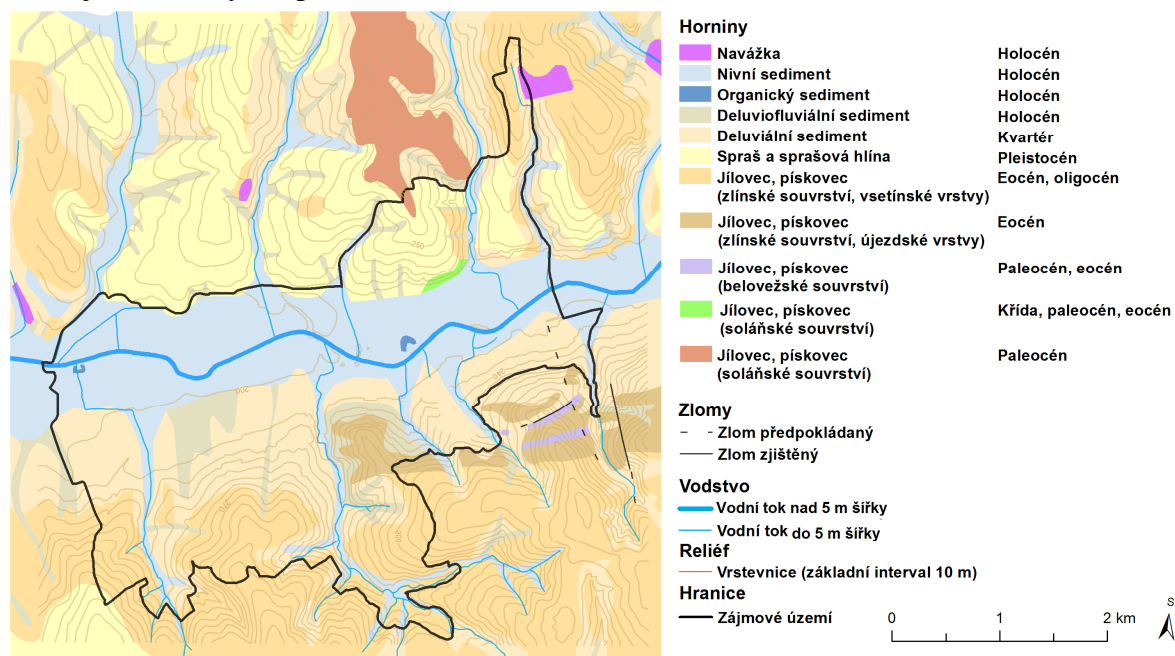 Horniny
Navážka Holocén
Nivní sediment Holocén
Organický sediment Holocén
Deluviofluviální sediment Holocén
Deluviální sediment Kvartér
Spraš a sprašová hlína Pleistocén
Jílovec, pískovec Eocén, oligocén
(zlínské souvrství, vsetínské vrstvy)
Jílovec, pískovec Eocén
(zlínské souvrství, újezdské vrstvy)
Jílovec, pískovec Paleocén, eocén
(belovežské souvrství)
Jílovec, pískovec Křída, paleocén, eocén
(soláňské souvrství)
Jílovec, pískovec Paleocén
(soláňské souvrství)
Zlomy
Zlom předpokládaný
Zlom zjištěný
Vodstvo
Vodní tok nad 5 m šířky
Vodní tok do 5 m šířky
Reliéf
Vrstevnice (základní interval 10 m)
Hranice
Zájmové území
0 1 2 km
S
250
200
240
270
300